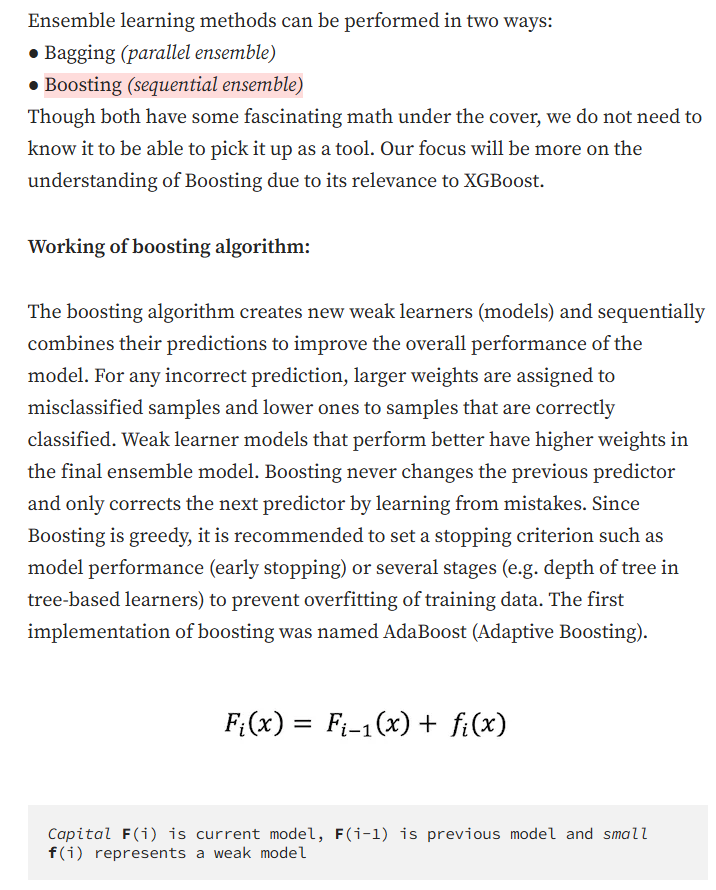 Ensemble learning methods can be performed in two ways:
● Bagging (parallel ensemble)
● Boosting (sequential ensemble)
Though both have some fascinating math under the cover, we do not need to
know it to be able to pick it up as a tool. Our focus will be more on the
understanding of Boosting due to its relevance to XGBoost.
Working of boosting algorithm:
The boosting algorithm creates new weak learners (models) and sequentially
combines their predictions to improve the overall performance of the
model. For any incorrect prediction, larger weights are assigned to
misclassified samples and lower ones to samples that are correctly
classified. Weak learner models that perform better have higher weights in
the final ensemble model. Boosting never changes the previous predictor
and only corrects the next predictor by learning from mistakes. Since
Boosting is greedy, it is recommended to set a stopping criterion such as
model performance (early stopping) or several stages (e.g. depth of tree in
tree-based learners) to prevent overfitting of training data. The first
implementation of boosting was named AdaBoost (Adaptive Boosting).
Fᵢ(x) = Fᵢ₋₁(x) + fᵢ(x)
Capital F(i) is current model, F(i-1) is previous model and small
f(i) represents a weak model